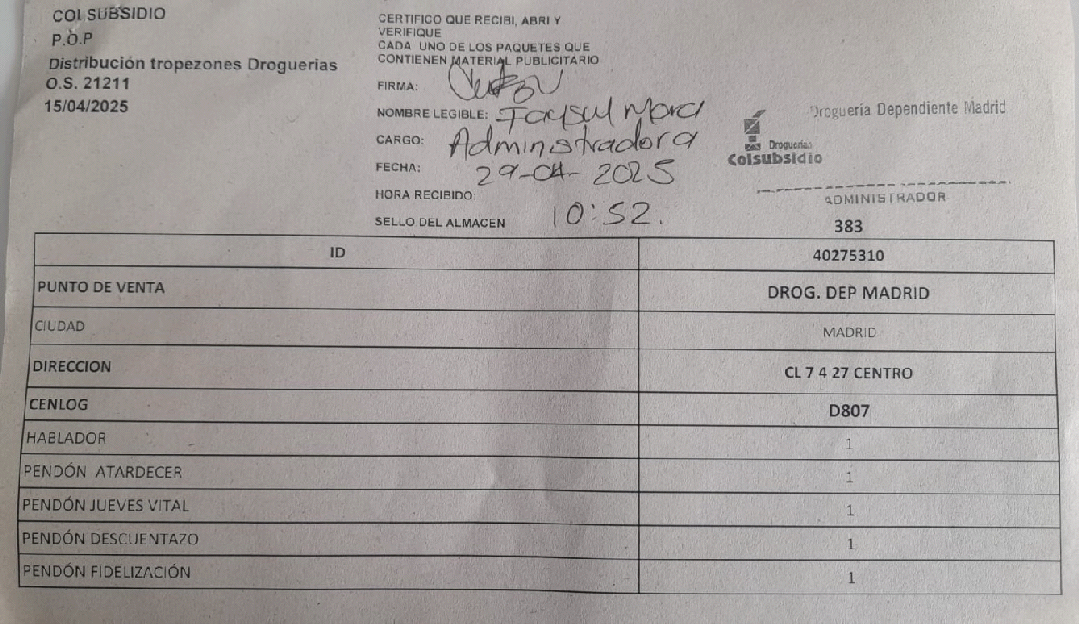 COLSUBSIDIO
P.O.P
Distribución tropezones Droguerias
O.S. 21211
15/04/2025
CERTIFICO QUE RECIBI, ABRI Y
VERIFIQUE
CADA UNO DE LOS PAQUETES QUE
CONTIENEN MATERIAL PUBLICITARIO
FIRMA:
NOMBRE LEGIBLE: Mora
CARGO: Administradora
FECHA: 29-04-2025
HORA RECIBIDO
SELLO DEL ALMACEN 10:52.
Droguería Dependiente Madrid
Droguerías
Colsubsidio
ADMINISTRADOR
383
ID 40275310
PUNTO DE VENTA DROG. DEP MADRID
CIUDAD MADRID
DIRECCION CL 7 4 27 CENTRO
CENLOG D807
HABLADOR 1
PENDÓN ATARDECER 1
PENDÓN JUEVES VITAL 1
PENDÓN DESCUENTAZO 1
PENDÓN FIDELIZACIÓN 1